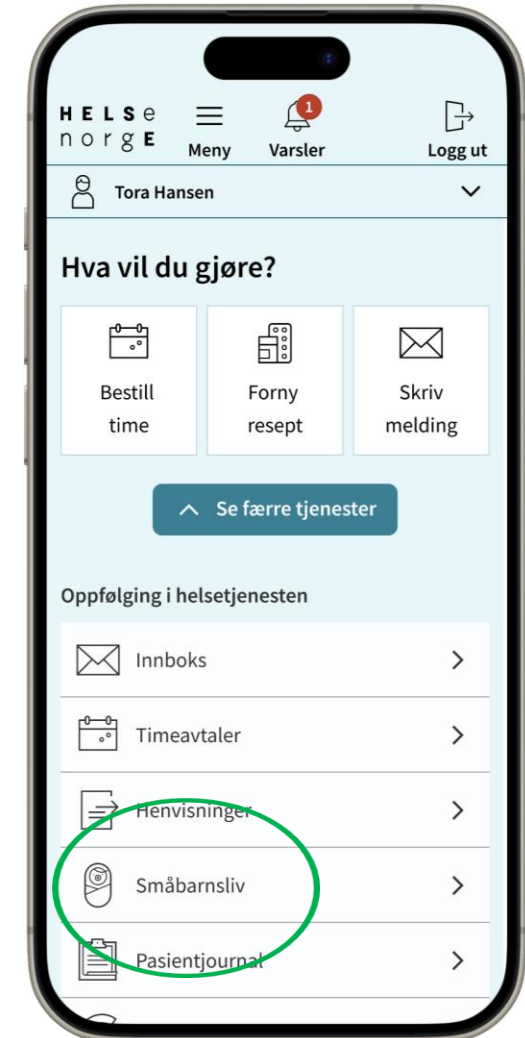 HELSe
norgE
Meny
Varsler
1
Logg ut
Tora Hansen
Hva vil du gjøre?
Bestill
time
Forny
resept
Skriv
melding
Se færre tjenester
Oppfølging i helsetjenesten
Innboks
Timeavtaler
Henvisninger
Småbarnsliv
Pasientjournal